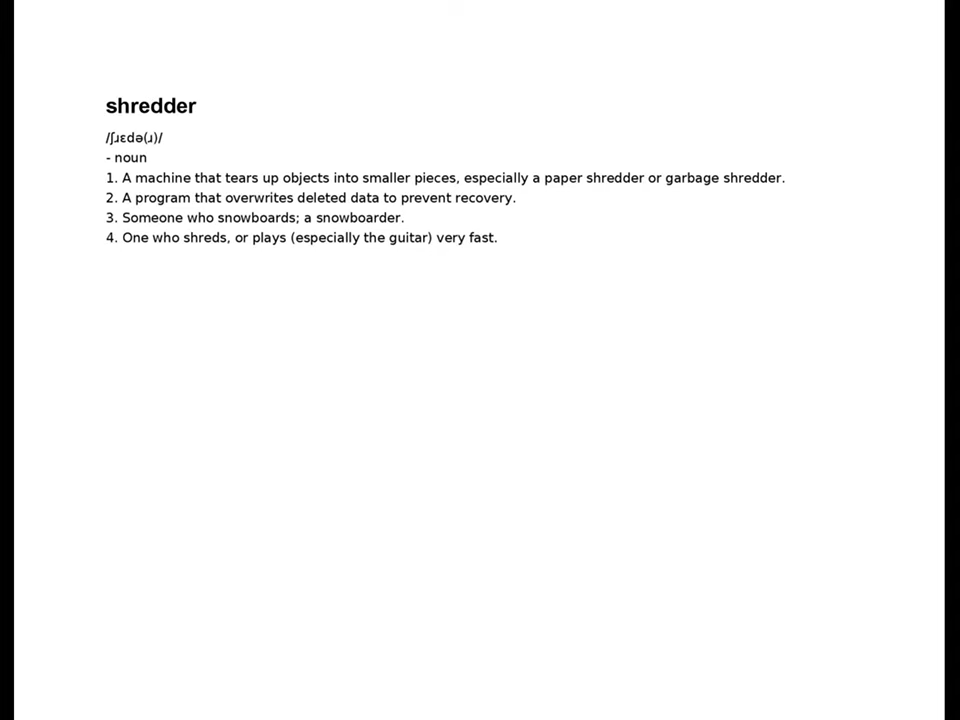 shredder
/ʃɹɛdə(ɹ)/
- noun
1. A machine that tears up objects into smaller pieces, especially a paper shredder or garbage shredder.
2. A program that overwrites deleted data to prevent recovery.
3. Someone who snowboards; a snowboarder.
4. One who shreds, or plays (especially the guitar) very fast.